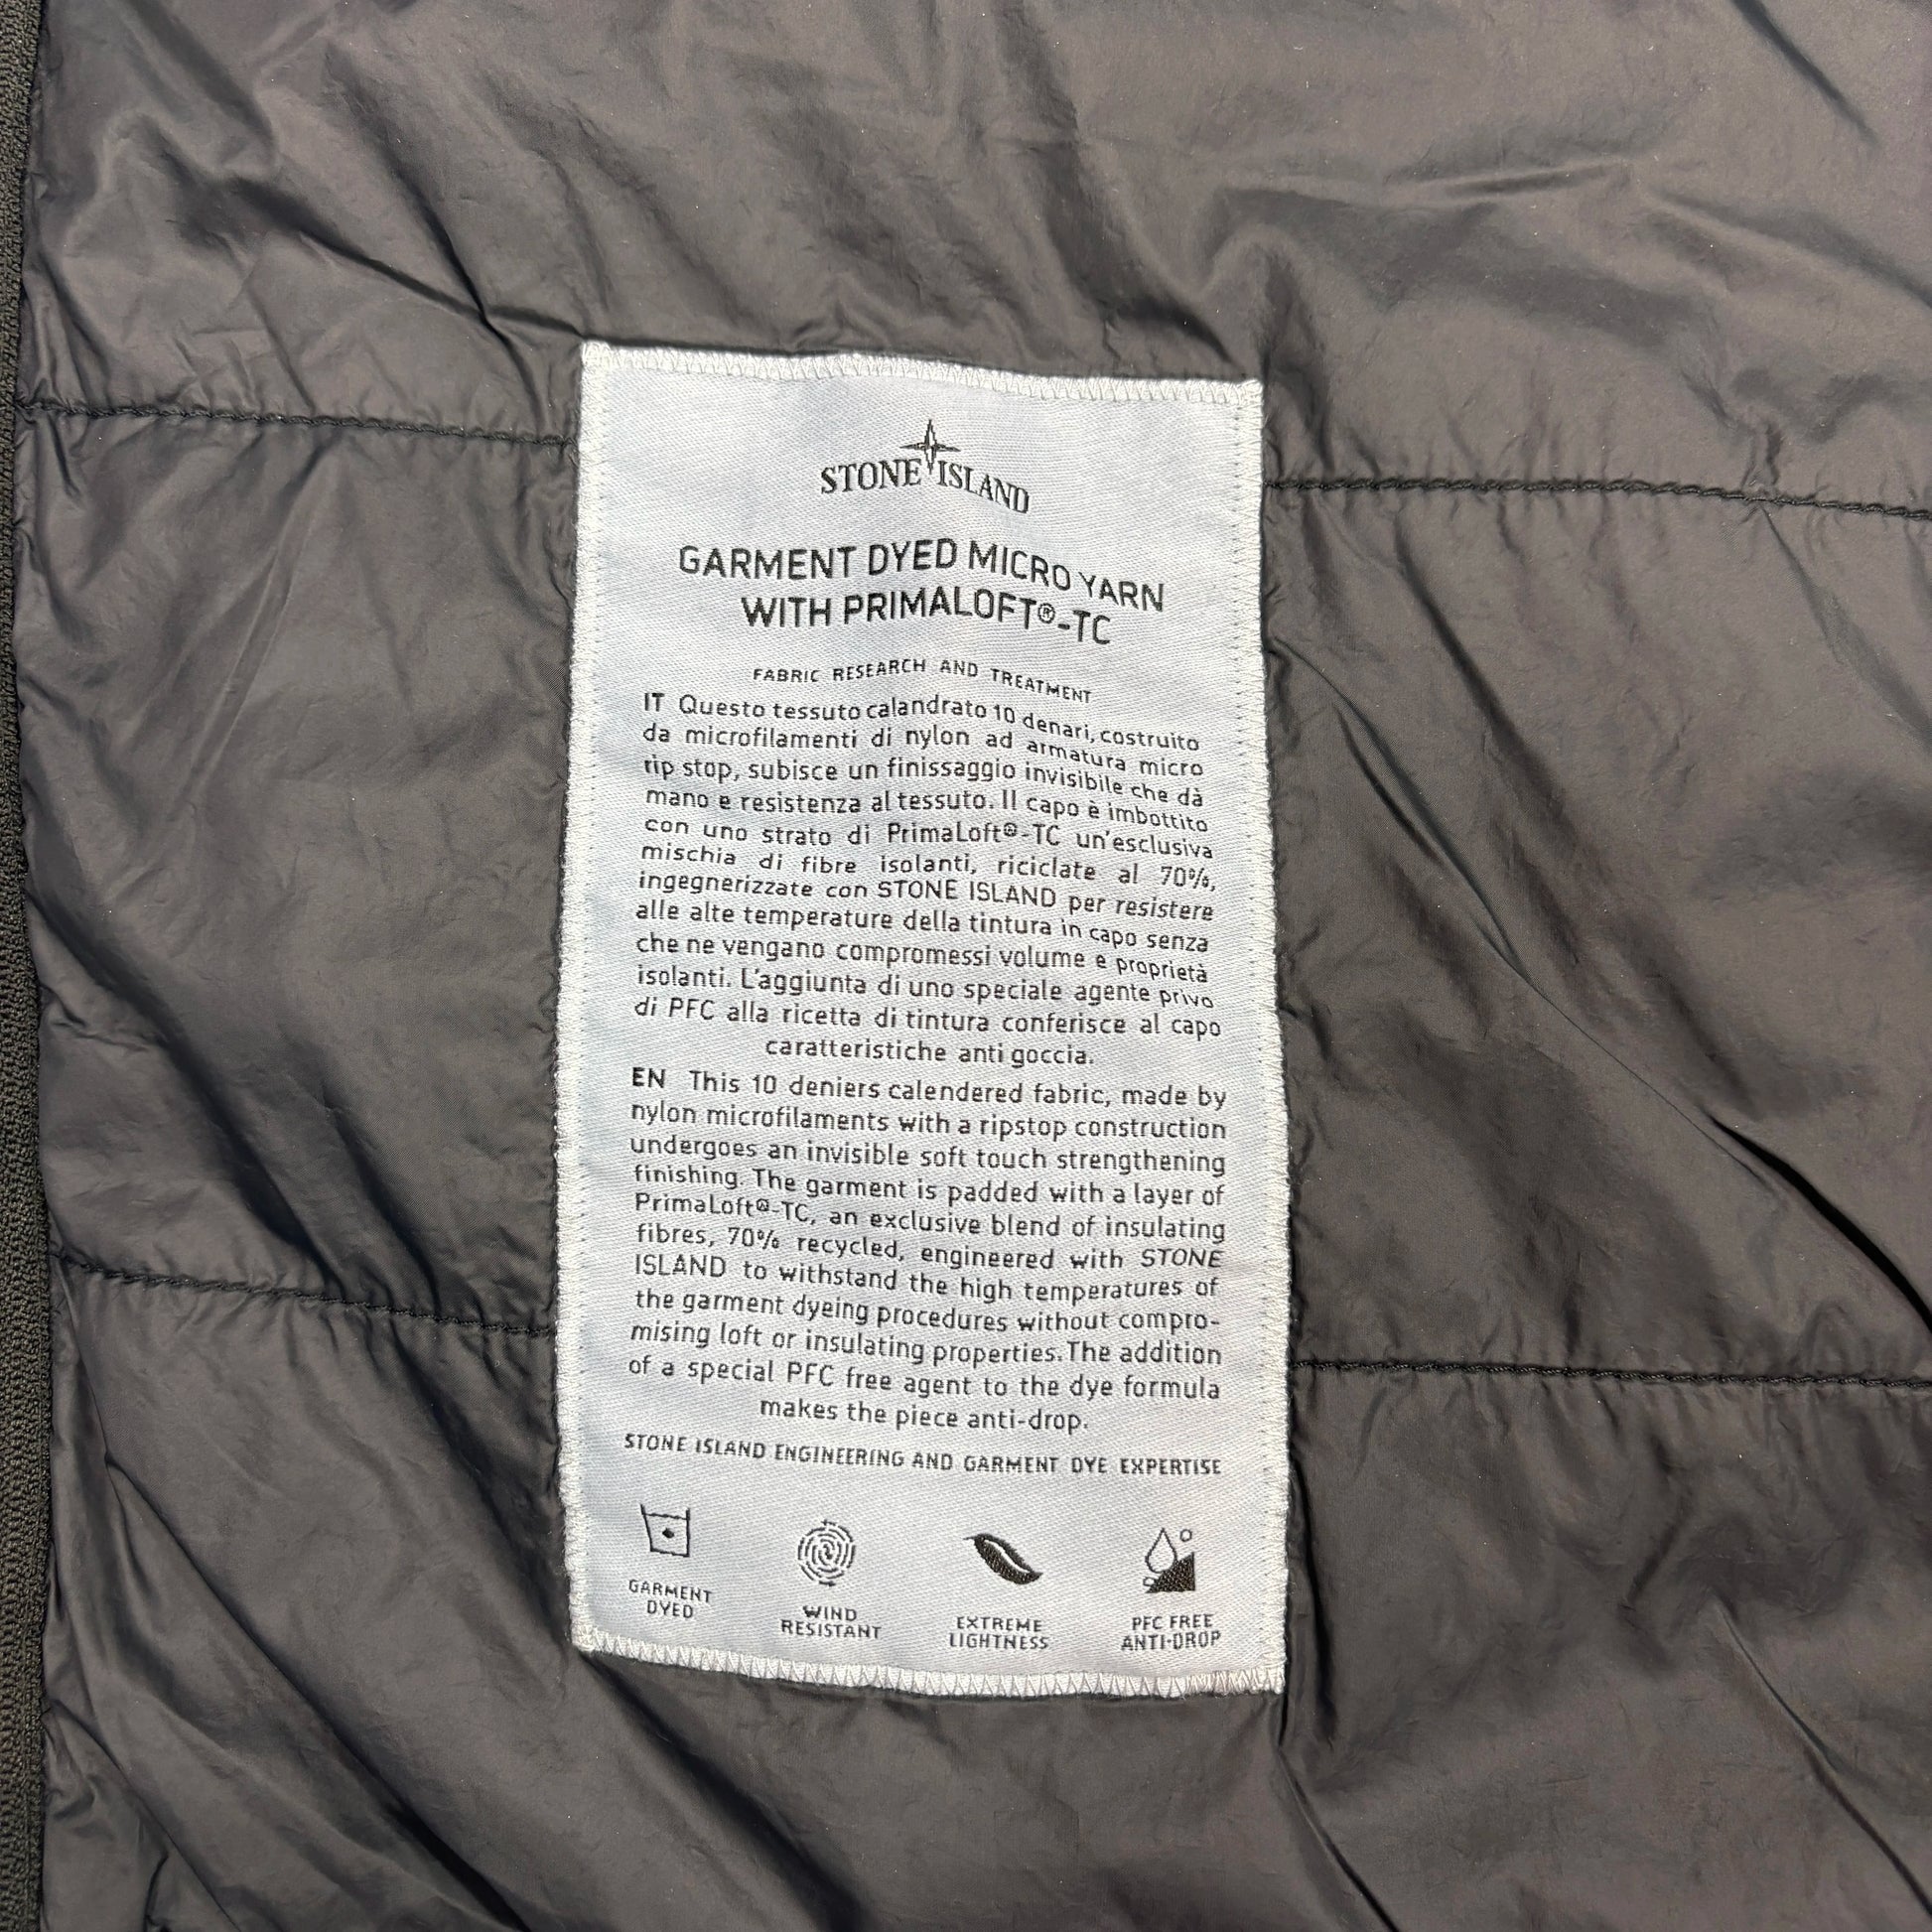 STONE ISLAND
GARMENT DYED MICRO YARN
WITH PRIMALOFT®-TC
FABRIC RESEARCH AND TREATMENT
IT Questo tessuto calandrato 10 denari, costruito
da microfilamenti di nylon ad armatura micro
rip stop, subisce un finissaggio invisibile che dà
mano e resistenza al tessuto. Il capo è imbottito
con uno strato di PrimaLoft®-TC un'esclusiva
mischia di fibre isolanti, riciclate al 70%,
ingegnerizzate con STONE ISLAND per resistere
alle alte temperature della tintura in capo senza
che ne vengano compromessi volume e proprietà
isolanti. L'aggiunta di uno speciale agente privo
di PFC alla ricetta di tintura conferisce al capo
caratteristiche anti goccia.
EN This 10 deniers calendered fabric, made by
nylon microfilaments with a ripstop construction
undergoes an invisible soft touch strengthening
finishing. The garment is padded with a layer of
PrimaLoft®-TC, an exclusive blend of insulating
fibres, 70% recycled, engineered with STONE
ISLAND to withstand the high temperatures of
the garment dyeing procedures without compro-
mising loft or insulating properties. The addition
of a special PFC free agent to the dye formula
makes the piece anti-drop.
STONE ISLAND ENGINEERING AND GARMENT DYE EXPERTISE
GARMENT
DYED
WIND
RESISTANT
EXTREME
LIGHTNESS
PFC FREE
ANTI-DROP